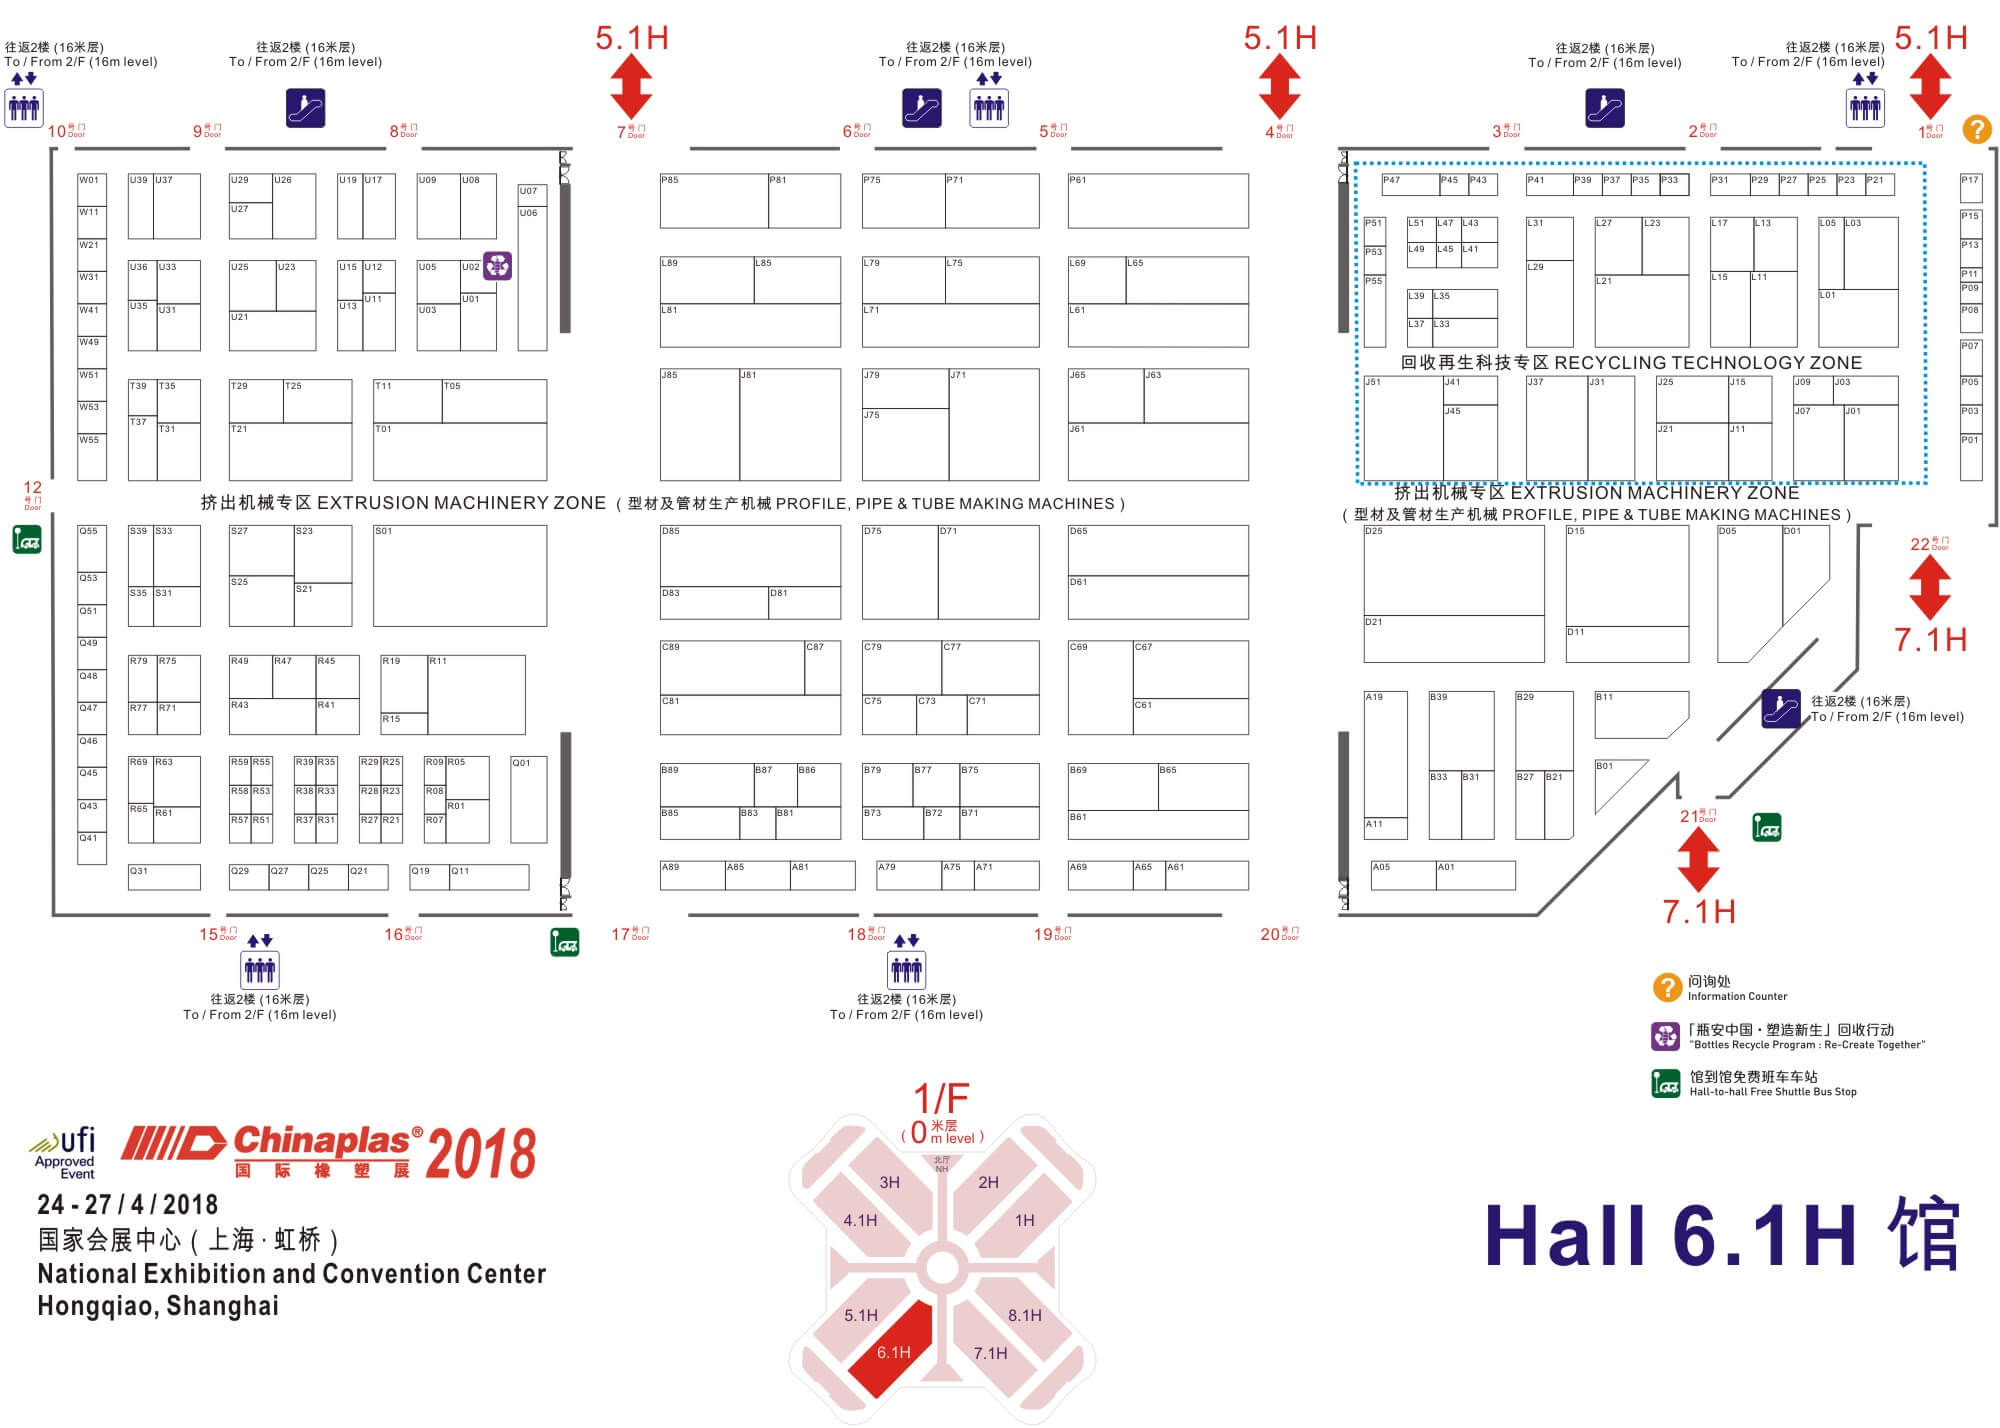 5.1H
5.1H
5.1H
往返2楼 (16米层)
To / From 2/F (16m level)
往返2楼 (16米层)
To / From 2/F (16m level)
往返2楼 (16米层)
To / From 2/F (16m level)
往返2楼 (16米层)
To / From 2/F (16m level)
往返2楼 (16米层)
To / From 2/F (16m level)
10号门 Door
9号门 Door
8号门 Door
7号门 Door
6号门 Door
5号门 Door
4号门 Door
3号门 Door
2号门 Door
1号门 Door
?
W01 U39 U37 U29 U26 U19 U17 U09 U08 U07 P85 P81 P75 P71 P61 P47 P45 P43 P41 P39 P37 P35 P33 P31 P29 P27 P25 P23 P21 P17
W11 U27 U06 P51 L51 L47 L43 L31 L27 L23 L17 L13 L05 L03 P15
W21 U36 U33 U25 U23 U15 U12 U05 U02 L89 L85 L79 L75 L69 L65 P53 L49 L45 L41 L29 P13
W31 U35 U31 U21 U13 U11 U03 U01 L81 L71 L61 P55 L39 L35 L21 L15 L11 L01 P11
W41 L37 L33 P09
W49 P08
P07
回收再生科技专区 RECYCLING TECHNOLOGY ZONE
W51 T39 T35 T29 T25 T11 T05 J85 J81 J79 J71 J65 J63 J51 J41 J37 J31 J25 J15 J09 J03 P05
W53 T37 T31 T21 T01 J75 J61 J45 J21 J11 J07 J01 P03
W55 P01
12号门 Door
挤出机械专区 EXTRUSION MACHINERY ZONE ( 型材及管材生产机械 PROFILE, PIPE & TUBE MAKING MACHINES )
挤出机械专区 EXTRUSION MACHINERY ZONE
( 型材及管材生产机械 PROFILE, PIPE & TUBE MAKING MACHINES )
Q55 S39 S33 S27 S23 S01 D85 D75 D71 D65 D25 D15 D05 D01
22号门 Door
Q53 S35 S31 S25 S21 D83 D81 D61 D21 D11
Q51
7.1H
Q49 R79 R75 R49 R47 R45 R19 R11 C89 C87 C79 C77 C69 C67
Q48 R77 R71 R43 R41 R15 C81 C75 C73 C71 C61 A19 B39 B29 B11
往返2楼 (16米层)
To / From 2/F (16m level)
Q47
Q46 R69 R63 R59 R55 R39 R35 R29 R25 R09 R05 Q01 B89 B87 B86 B79 B77 B75 B69 B65 B33 B31 B27 B21 B01
Q45 R65 R61 R58 R53 R38 R33 R28 R23 R08 R01 B85 B83 B81 B73 B72 B71 B61 A11
Q43 R57 R51 R37 R31 R27 R21 R07
21号门 Door
Q41
Q31 Q29 Q27 Q25 Q21 Q19 Q11 A89 A85 A81 A79 A75 A71 A69 A65 A61 A05 A01
7.1H
15号门 Door
16号门 Door
17号门 Door
18号门 Door
19号门 Door
20号门 Door
往返2楼 (16米层)
To / From 2/F (16m level)
往返2楼 (16米层)
To / From 2/F (16m level)
?
问询处
Information Counter
「瓶安中国·塑造新生」回收行动
"Bottles Recycle Program : Re-Create Together"
馆到馆免费班车车站
Hall-to-hall Free Shuttle Bus Stop
1/F
( 0 米层 m level )
北厅
NH
3H
2H
4.1H
1H
5.1H
8.1H
6.1H
7.1H
ufi
Approved
Event
Chinaplas® 2018
国际橡塑展
24 - 27 / 4 / 2018
国家会展中心 ( 上海·虹桥 )
National Exhibition and Convention Center
Hongqiao, Shanghai
Hall 6.1H 馆